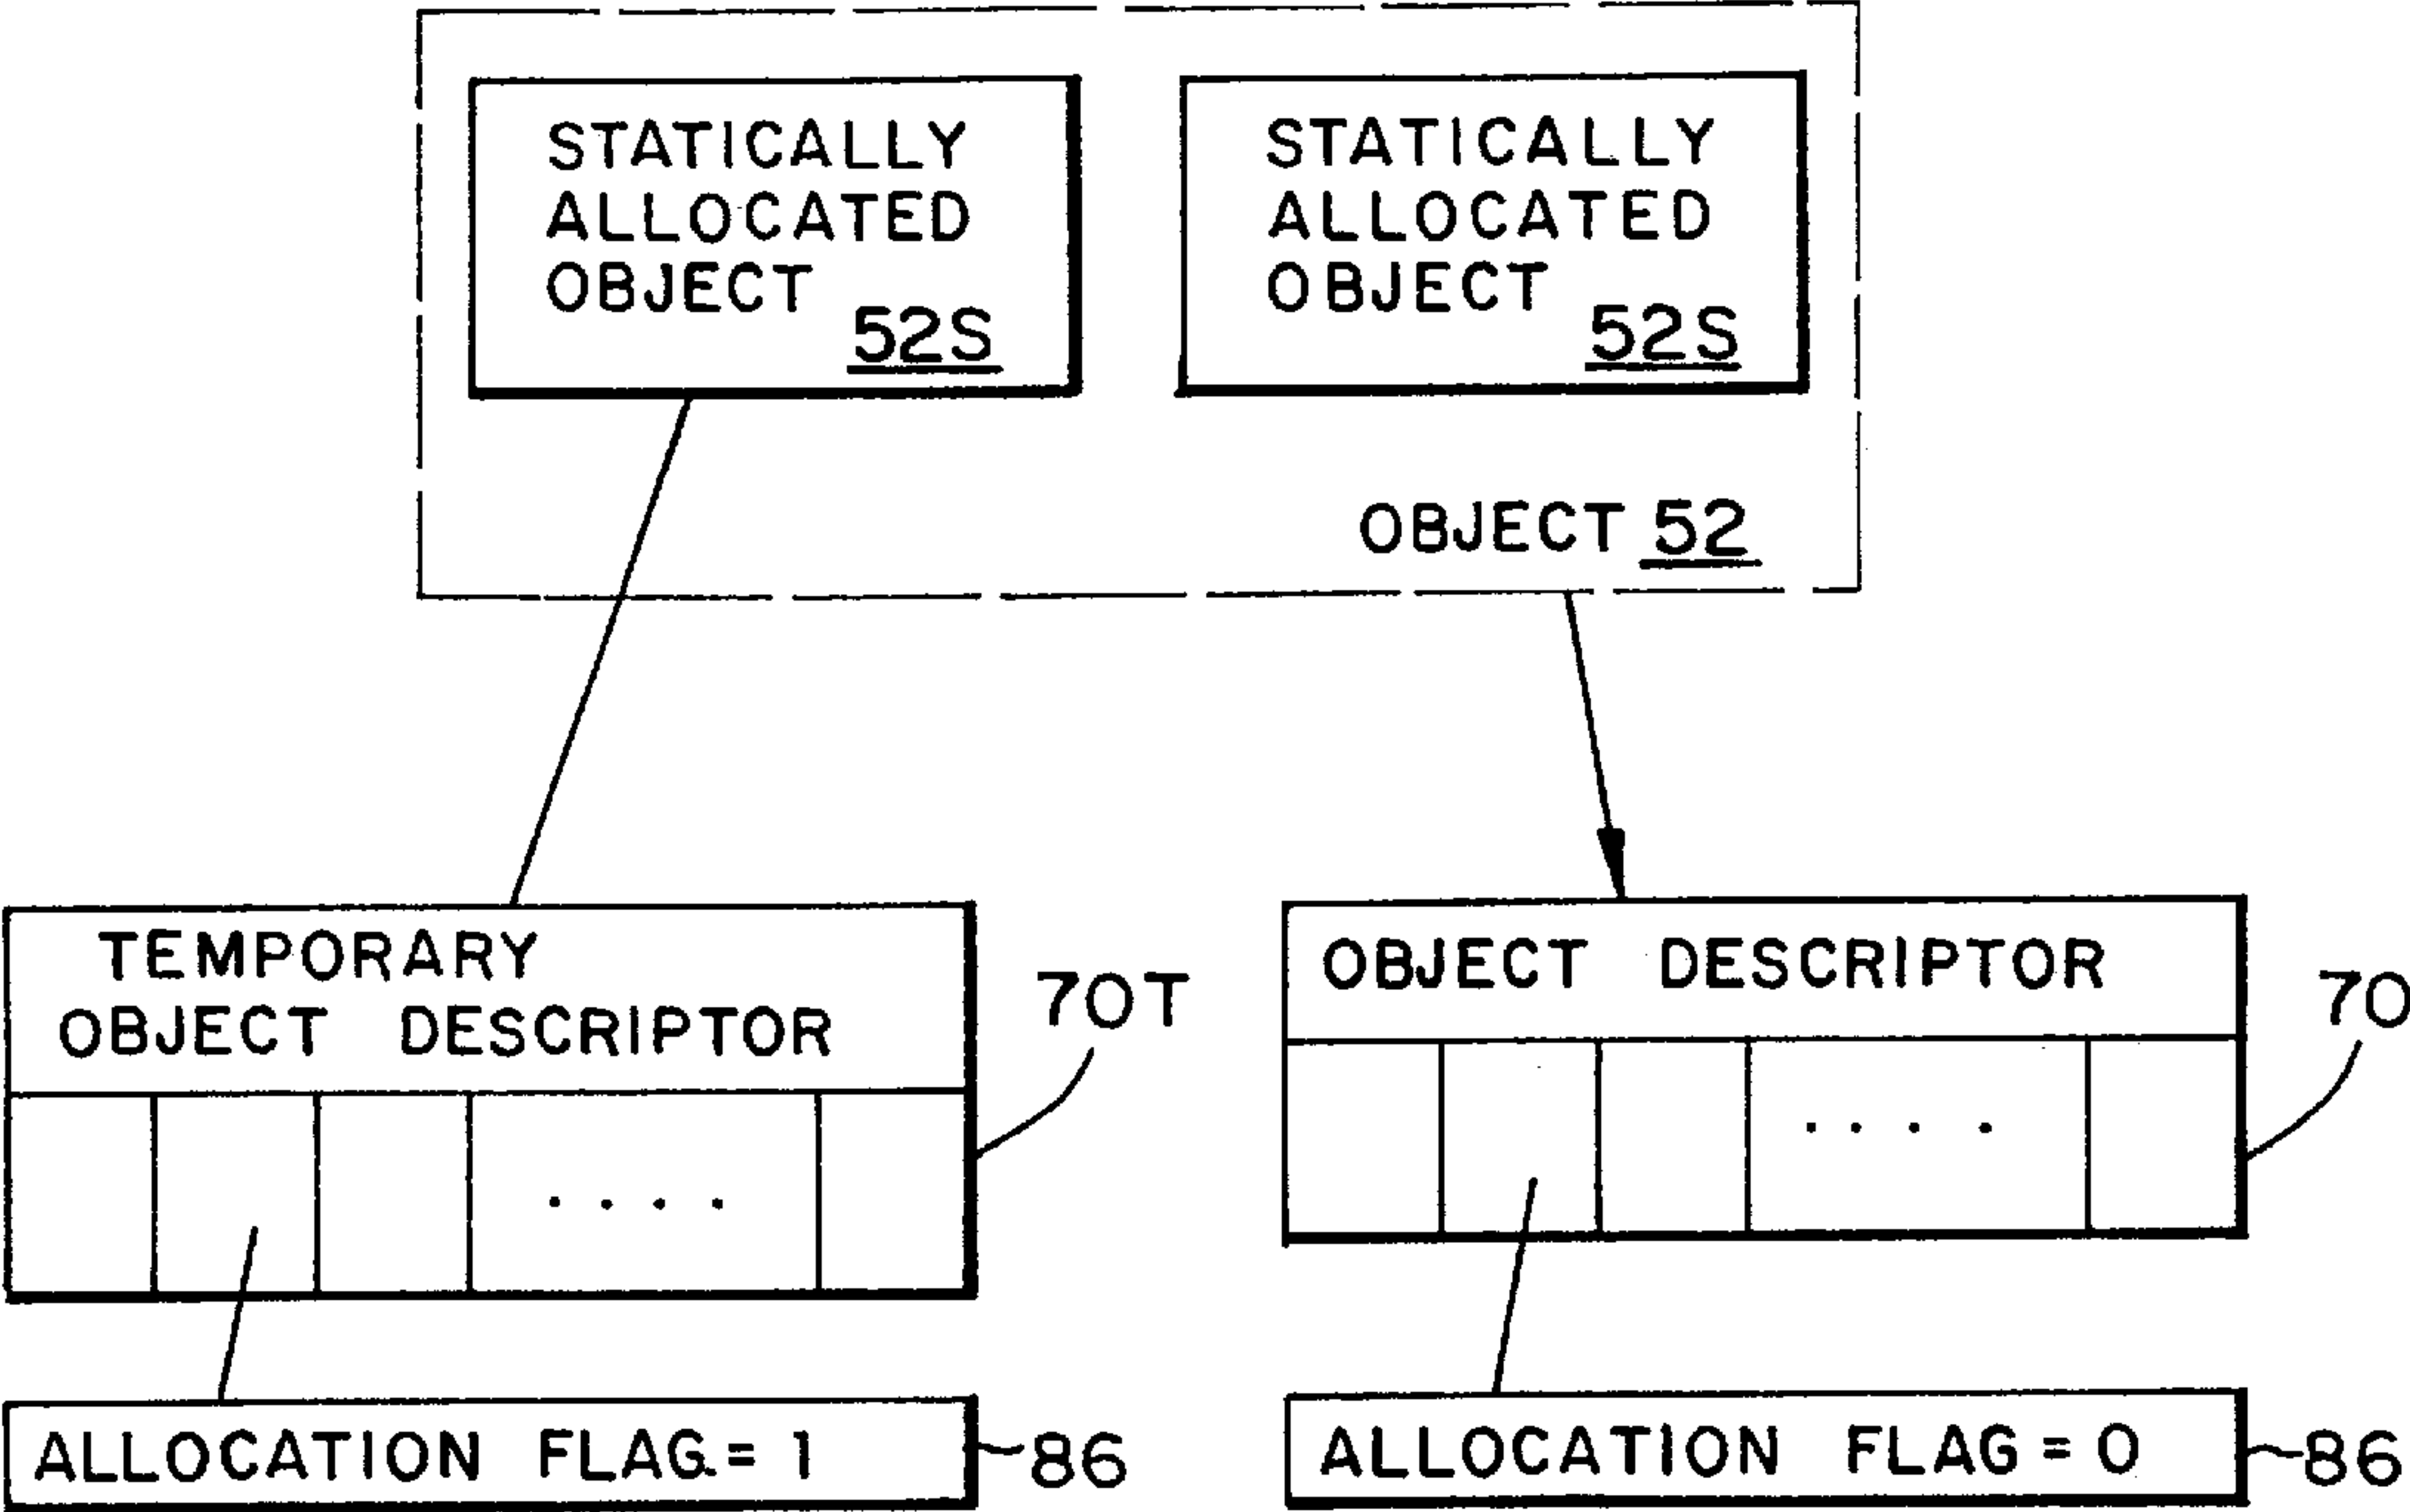 STATICALLY
ALLOCATED
OBJECT
52S
STATICALLY
ALLOCATED
OBJECT
52S
OBJECT 52
TEMPORARY
OBJECT DESCRIPTOR
70T
OBJECT DESCRIPTOR
70
ALLOCATION FLAG = 1
86
ALLOCATION FLAG = 0
86